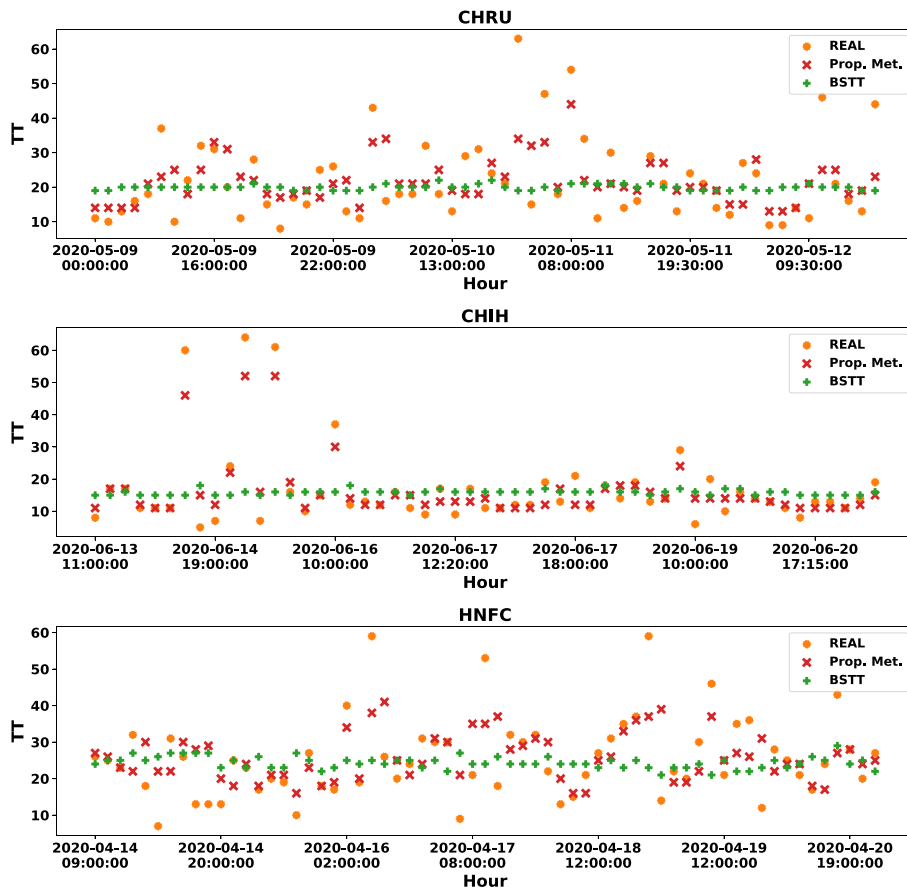 CHRU
60
50
40
30
20
10
TT
REAL
Prop. Met.
BSTT
2020-05-09 2020-05-09 2020-05-09 2020-05-10 2020-05-11 2020-05-11 2020-05-12
00:00:00 16:00:00 22:00:00 13:00:00 08:00:00 19:30:00 09:30:00
Hour
CHIH
60
50
40
30
20
10
TT
REAL
Prop. Met.
BSTT
2020-06-13 2020-06-14 2020-06-16 2020-06-17 2020-06-17 2020-06-19 2020-06-20
11:00:00 19:00:00 10:00:00 12:20:00 18:00:00 10:00:00 17:15:00
Hour
HNFC
60
50
40
30
20
10
TT
REAL
Prop. Met.
BSTT
2020-04-14 2020-04-14 2020-04-16 2020-04-17 2020-04-18 2020-04-19 2020-04-20
09:00:00 20:00:00 02:00:00 08:00:00 12:00:00 12:00:00 19:00:00
Hour